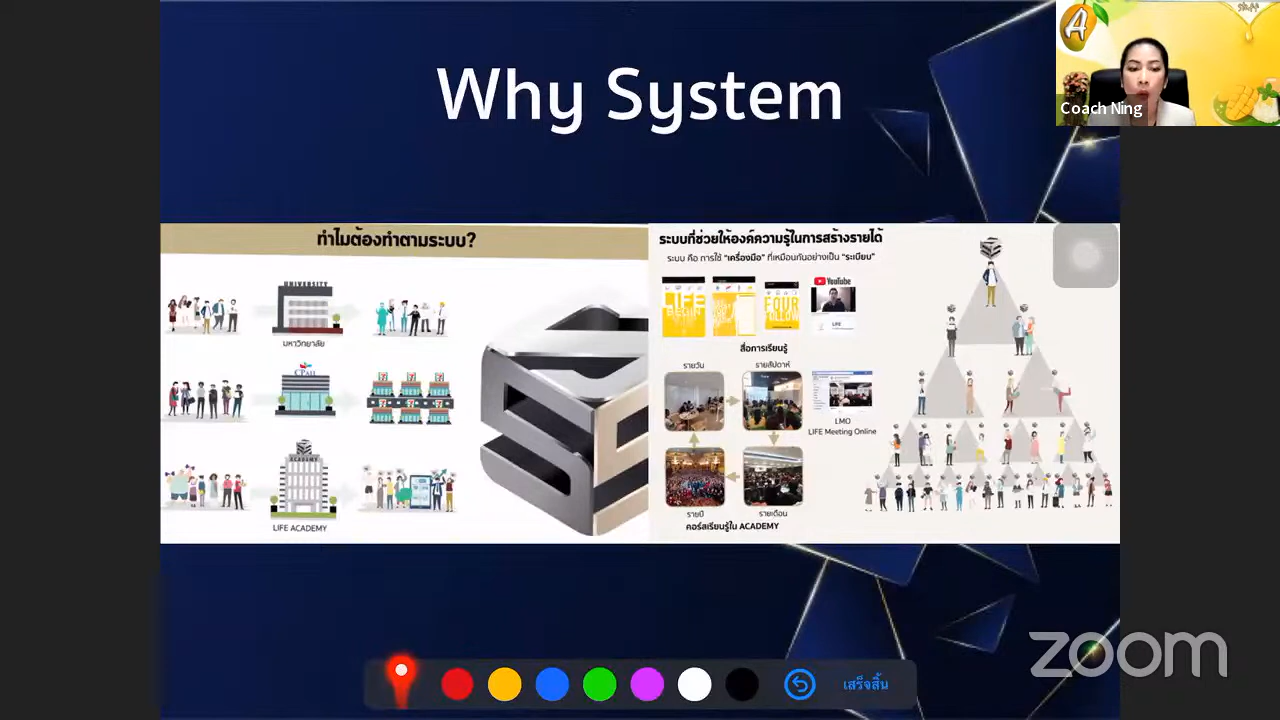 Why System
Coach Ning
ทำไมต้องทำตามระบบ?
UNIVERSITY
มหาวิทยาลัย
CPALL
ACADEMY
LIFE ACADEMY
ระบบที่ช่วยให้องค์ความรู้ในการสร้างรายได้
ระบบ คือ การใช้ “เครื่องมือ” ที่เหมือนกันอย่างเป็น “ระเบียบ”
LIFE
BEGIN
FOUR
FOLLOW
YouTube
LIFE
สื่อการเรียนรู้
รายวัน
รายสัปดาห์
LMO
LIFE Meeting Online
รายปี
รายเดือน
คอร์สเรียนรู้ใน ACADEMY
zoom
เสร็จสิ้น